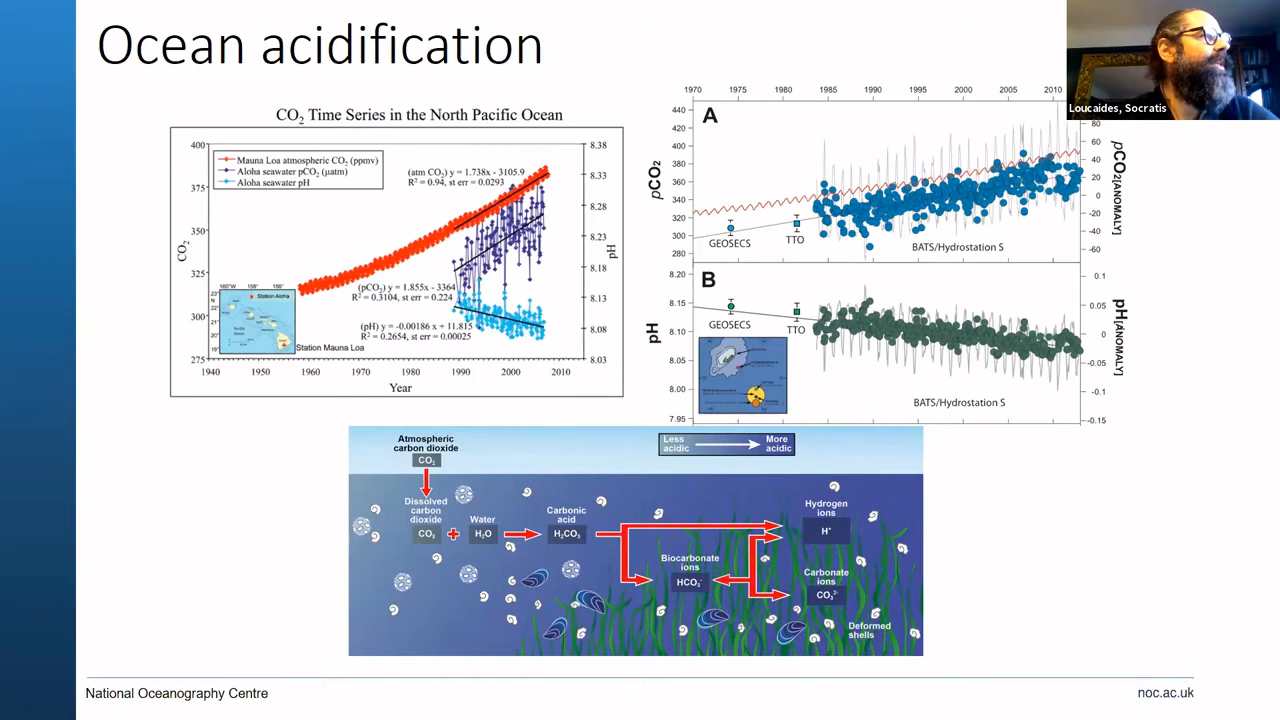 Ocean acidification
Loucaides, Socratis
CO2 Time Series in the North Pacific Ocean
400
375
350
325
300
275
CO2
Mauna Loa atmospheric CO2 (ppmv)
Aloha seawater pCO2 (µatm)
Aloha seawater pH
(atm CO2) y = 1.738x - 3105.9
R2 = 0.94, st err = 0.0293
(pCO2) y = 1.855x - 3364
R2 = 0.3104, st err = 0.224
(pH) y = -0.00186 x + 11.815
R2 = 0.2654, st err = 0.00025
8.38
8.33
8.28
8.23
8.18
8.13
8.08
8.03
pH
160°W 158° 156°
23°
22°
21°
20°
19°
Station Aloha
Station Mauna Loa
1940 1950 1960 1970 1980 1990 2000 2010
Year
1970 1975 1980 1985 1990 1995 2000 2005 2010
A
440
420
400
380
360
340
320
300
280
pCO2
GEOSECS
TTO
BATS/Hydrostation S
80
60
40
20
0
-20
-40
-60
pCO2[ANOMALY]
B
8.20
8.15
8.10
8.05
8.00
7.95
pH
GEOSECS
TTO
BATS/Hydrostation S
0.1
0.05
0
-0.05
-0.1
-0.15
pH[ANOMALY]
Atmospheric
carbon dioxide
CO2
Less
acidic
More
acidic
Dissolved
carbon
dioxide
CO2
Water
H2O
Carbonic
acid
H2CO3
Biocarbonate
ions
HCO3-
Hydrogen
ions
H+
Carbonate
ions
CO32-
Deformed
shells
National Oceanography Centre
noc.ac.uk